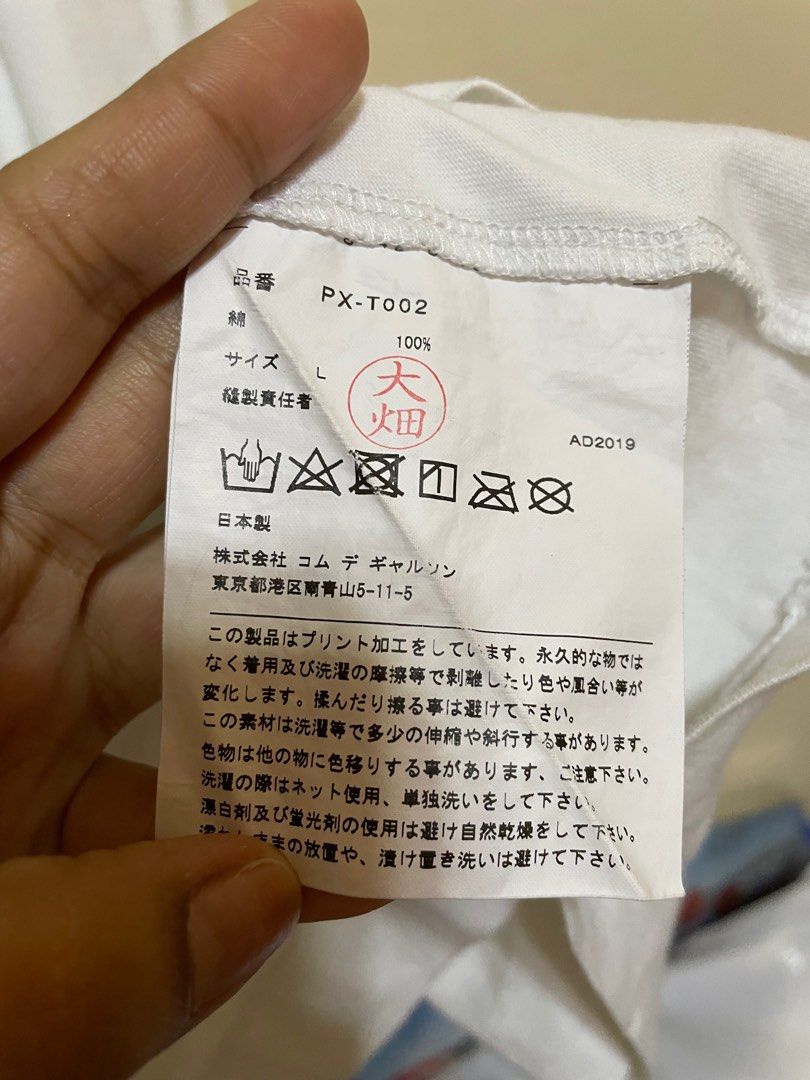 品番 PX-T002
綿 100%
サイズ L
縫製責任者 大畑
AD2019
日本製
株式会社 コム デ ギャルソン
東京都港区南青山5-11-5
この製品はプリント加工をしています。永久的な物では
なく着用及び洗濯の摩擦等で剥離したり色や風合い等が
変化します。揉んだり擦る事は避けて下さい。
この素材は洗濯等で多少の伸縮や斜行する事があります。
色物は他の物に色移りする事があります、ご注意下さい。
洗濯の際はネット使用、単独洗いをして下さい。
漂白剤及び蛍光剤の使用は避け自然乾燥をして下さい。
まの放置や、漬け置き洗いは避けて下さい。